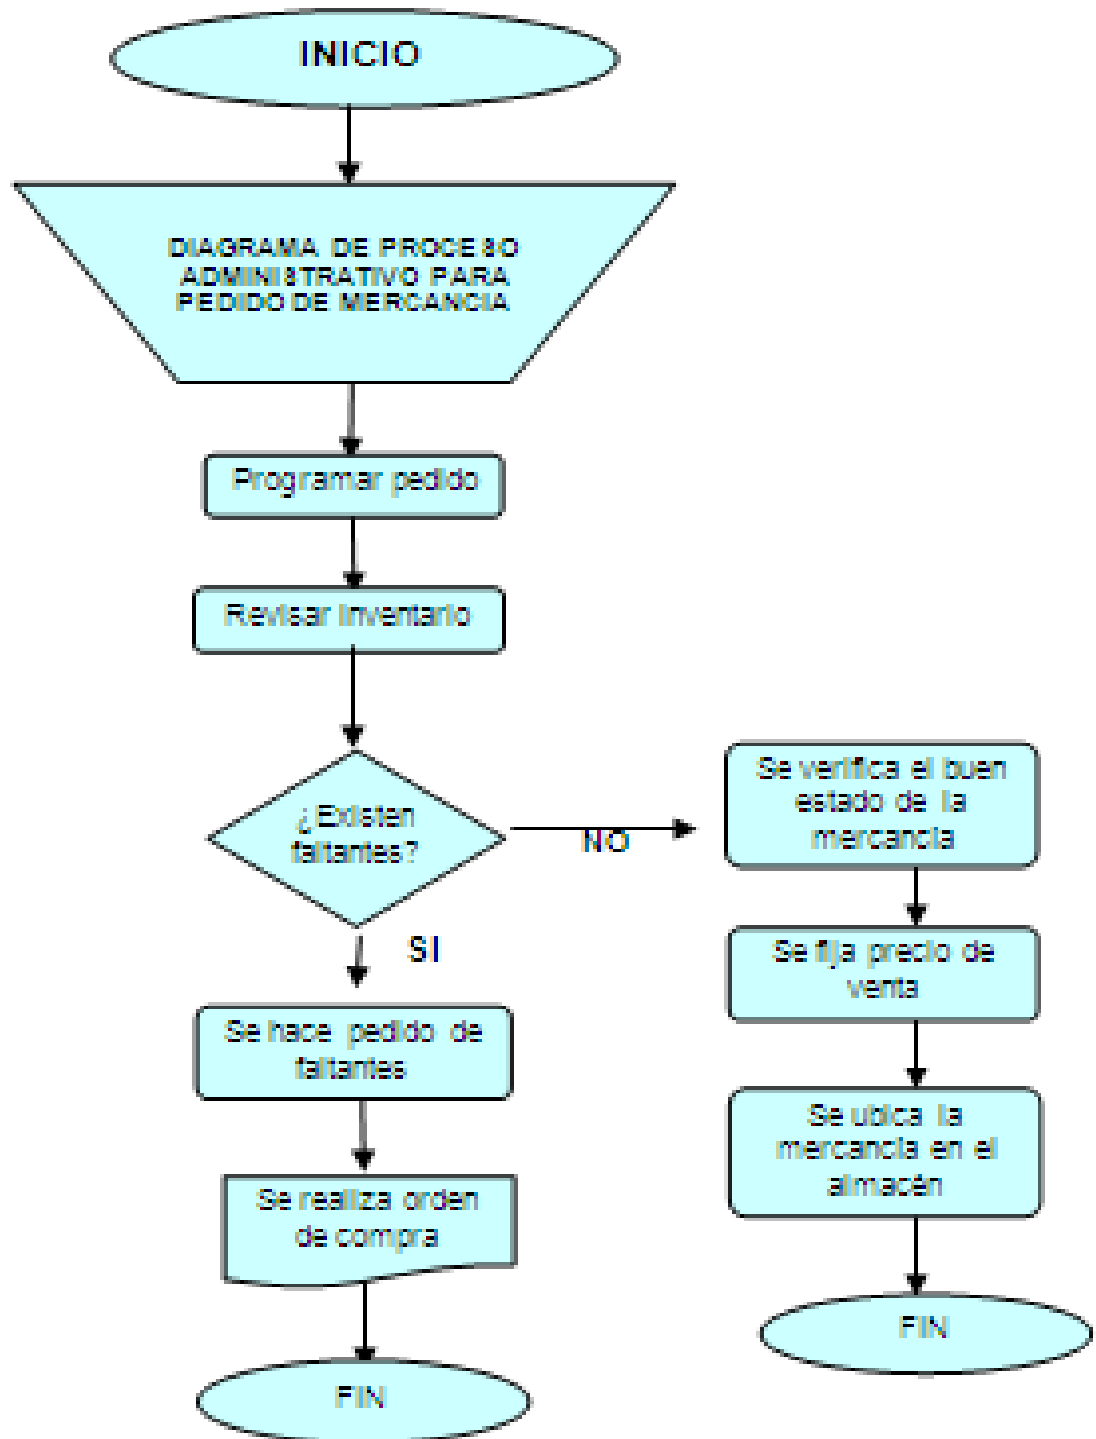 INICIO
DIAGRAMA DE PROCESO
ADMINISTRATIVO PARA
PEDIDO DE MERCANCIA
Programar pedido
Revisar inventario
¿Existen
faltantes?
NO
SI
Se hace pedido de
faltantes
Se realiza orden
de compra
FIN
Se verifica el buen
estado de la
mercancia
Se fija precio de
venta
Se ubica la
mercancia en el
almacén
FIN